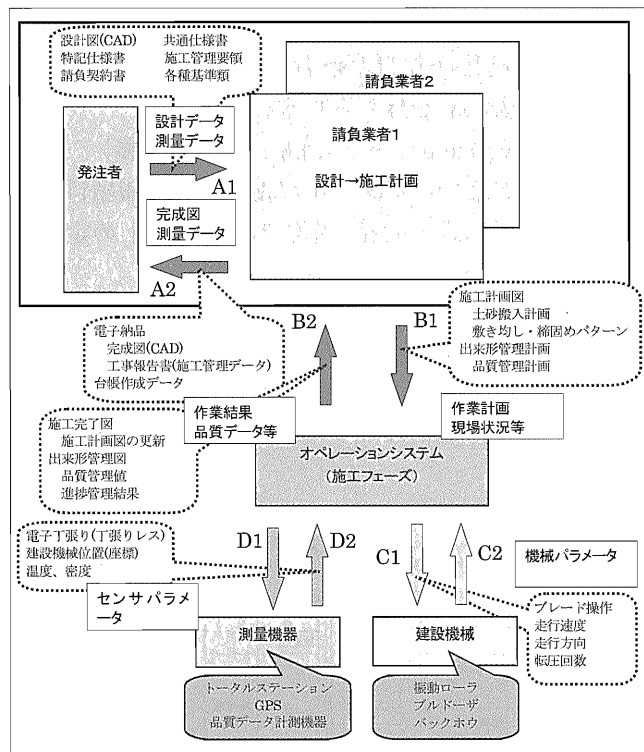 設計図(CAD) 共通仕様書
特記仕様書 施工管理要領
請負契約書 各種基準類
請負業者2
設計データ
測量データ
請負業者1
発注者
A1
設計→施工計画
完成図
測量データ
A2
B2
B1
施工計画図
土砂搬入計画
敷き均し・締固めパターン
出来形管理計画
品質管理計画
電子納品
完成図(CAD)
工事報告書(施工管理データ)
台帳作成データ
作業結果
品質データ等
作業計画
現場状況等
施工完了図
施工計画図の更新
出来形管理図
品質管理値
進捗管理結果
オペレーションシステム
(施工フェーズ)
電子丁張り(丁張りレス)
建設機械位置(座標)
温度、密度
D1
D2
C1
C2
機械パラメータ
センサパラメ
ータ
ブレード操作
走行速度
走行方向
転圧回数
測量機器
建設機械
トータルステーション
GPS
品質データ計測機器
振動ローラ
ブルドーザ
バックホウ